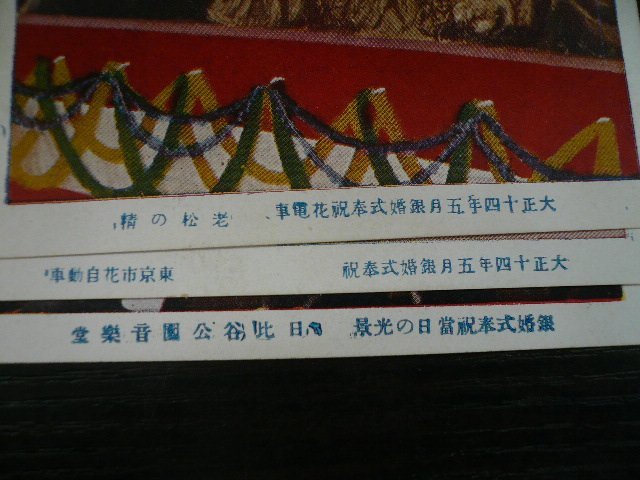 大正十四年五月銀婚式奉祝花電車、老松の精
大正十四年五月銀婚式奉祝 東京市花自動車
銀婚式奉祝當日の光景 日比谷公園音樂堂